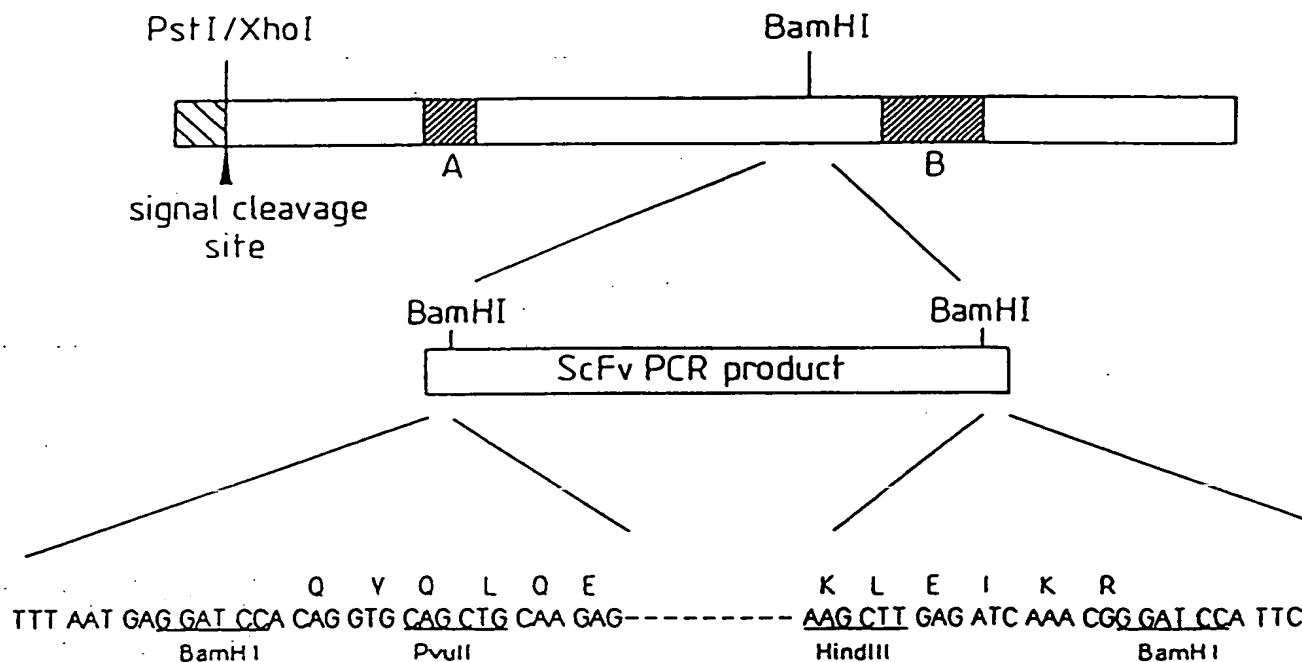 PstI/XhoI
BamHI
A
B
signal cleavage
site
BamHI
BamHI
ScFv PCR product
Q V Q L Q E
K L E I K R
TTT AAT GAG GAT CCA CAG GTG CAG CTG CAA GAG--------- AAG CTT GAG ATC AAA CGG GAT CCA TTC
BamHI
PvuII
HindIII
BamHI